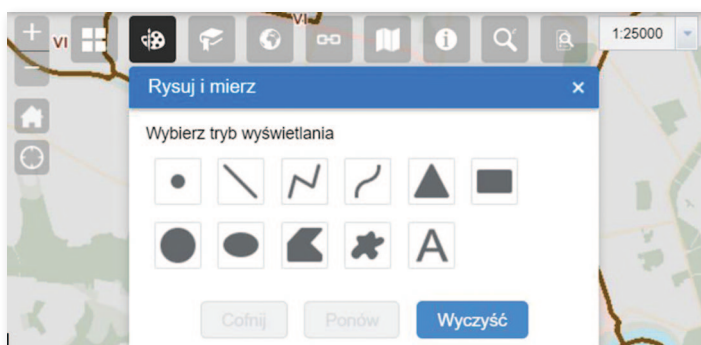 VI
VI
1:25000
Rysuj i mierz
Wybierz tryb wyświetlania
A
Cofnij Ponów Wyczyść